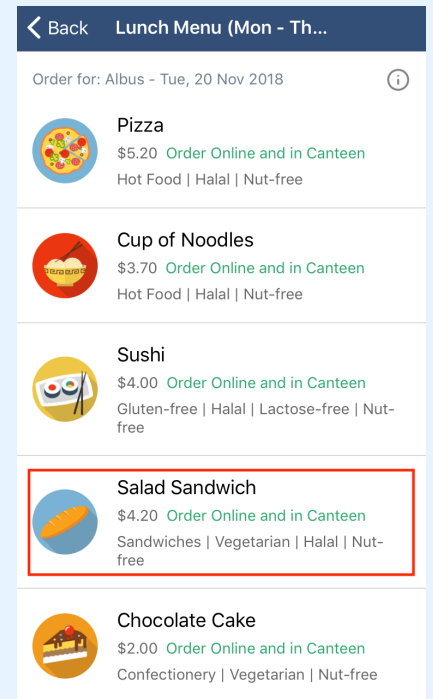 Back Lunch Menu (Mon - Th...
Order for: Albus - Tue, 20 Nov 2018
Pizza
$5.20 Order Online and in Canteen
Hot Food | Halal | Nut-free
Cup of Noodles
$3.70 Order Online and in Canteen
Hot Food | Halal | Nut-free
Sushi
$4.00 Order Online and in Canteen
Gluten-free | Halal | Lactose-free | Nut-
free
Salad Sandwich
$4.20 Order Online and in Canteen
Sandwiches | Vegetarian | Halal | Nut-
free
Chocolate Cake
$2.00 Order Online and in Canteen
Confectionery | Vegetarian | Nut-free